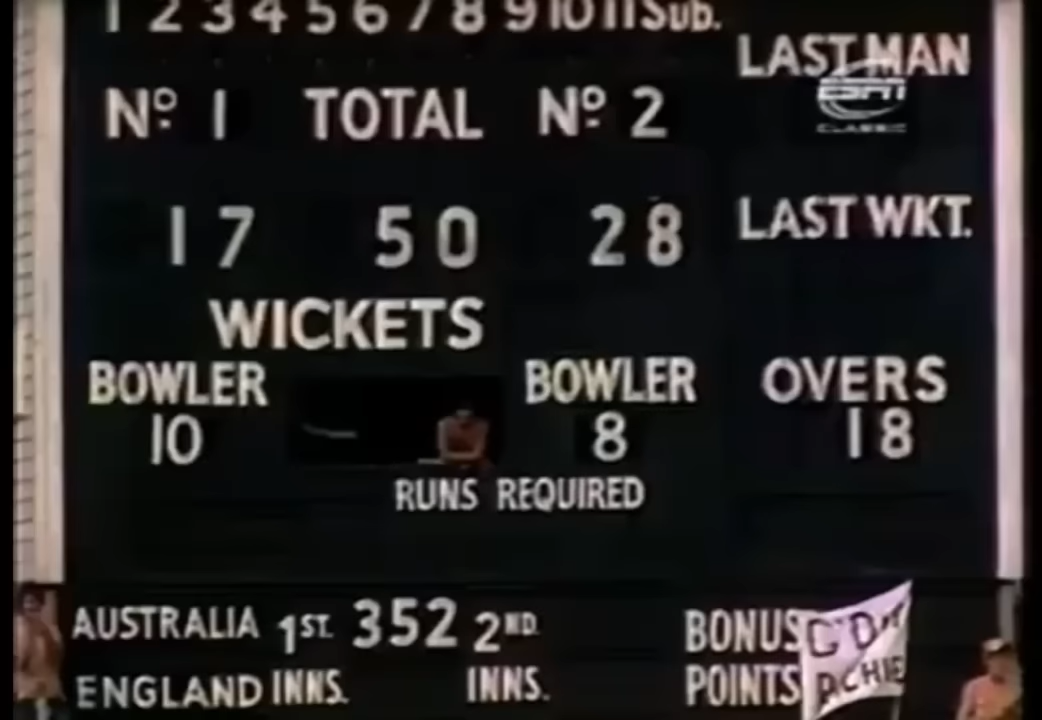 1 2 3 4 5 6 7 8 9 10 11 SUB.
LAST MAN
ESPN
CLASSIC
Nº 1 TOTAL Nº 2
17 50 28
LAST WKT.
WICKETS
BOWLER BOWLER OVERS
10 8 18
RUNS REQUIRED
AUSTRALIA 1ST. 352 2ND.
ENGLAND INNS. INNS.
BONUS
POINTS